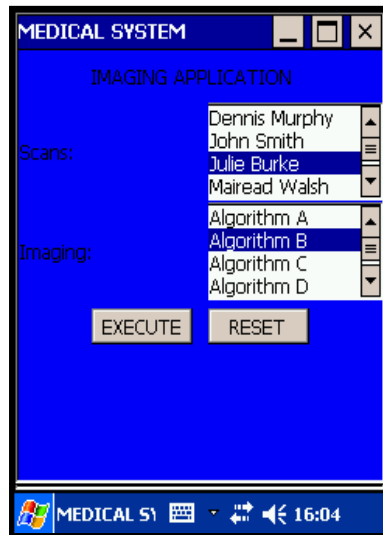 MEDICAL SYSTEM
IMAGING APPLICATION
Scans:
Dennis Murphy
John Smith
Julie Burke
Mairead Walsh
Imaging:
Algorithm A
Algorithm B
Algorithm C
Algorithm D
EXECUTE RESET
MEDICAL SY 16:04